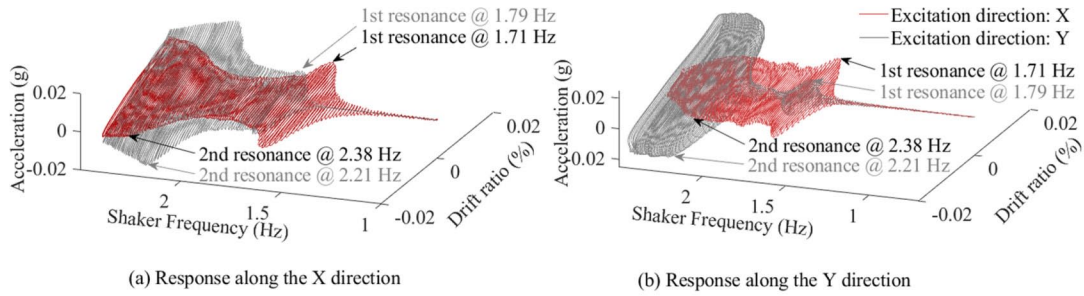 1st resonance @ 1.79 Hz
1st resonance @ 1.71 Hz
Acceleration (g)
0.02
0
-0.02
2nd resonance @ 2.38 Hz
2nd resonance @ 2.21 Hz
2
1.5
1
Shaker Frequency (Hz)
0.02
0
-0.02
Drift ratio (%)
(a) Response along the X direction
Excitation direction: X
Excitation direction: Y
1st resonance @ 1.71 Hz
1st resonance @ 1.79 Hz
Acceleration (g)
0.02
0
-0.02
2nd resonance @ 2.38 Hz
2nd resonance @ 2.21 Hz
2
1.5
1
Shaker Frequency (Hz)
0.02
0
-0.02
Drift ratio (%)
(b) Response along the Y direction